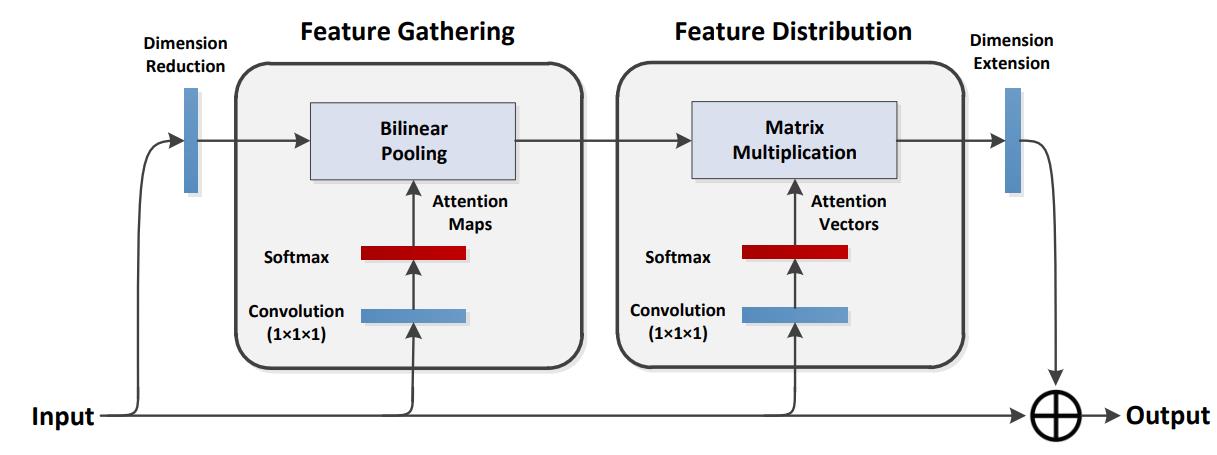 Feature Gathering
Feature Distribution
Dimension
Reduction
Dimension
Extension
Bilinear
Pooling
Matrix
Multiplication
Attention
Maps
Attention
Vectors
Softmax
Softmax
Convolution
(1×1×1)
Convolution
(1×1×1)
Input
Output